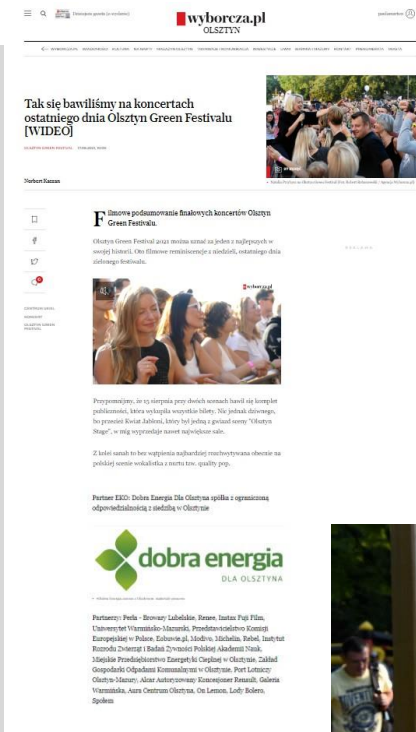 wyborcza.pl
OLSZTYN
Tak się bawiliśmy na koncertach
ostatniego dnia Olsztyn Green Festivalu
[WIDEO]
Norbert Kaszan
Filmowe podsumowanie finałowych koncertów Olsztyn
Green Festivalu.
Olsztyn Green Festival 2021 można uznać za jeden z najlepszych w
swojej historii. Oto filmowe reminiscencje z niedzieli, ostatniego dnia
zielonego festiwalu.
REKLAMA
wyborcza.pl
Przypomnijmy, że 15 sierpnia przy dwóch scenach bawił się komplet
publiczności, która wykupiła wszystkie bilety. Nic jednak dziwnego,
bo przecież Kwiat Jabłoni, który był jedną z gwiazd sceny "Olsztyn
Stage", w mig wyprzedaje nawet największe sale.
Z kolei sanah to bez wątpienia najbardziej rozchwytywana obecnie na
polskiej scenie wokalistka z nurtu tzw. quality pop.
Partner EKO: Dobra Energia Dla Olsztyna spółka z ograniczoną
odpowiedzialnością z siedzibą w Olsztynie
dobra energia
DLA OLSZTYNA
Partnerzy: Perła - Browary Lubelskie, Renee, Instax Fuji Film,
Uniwersytet Warmińsko-Mazurski, Przedstawicielstwo Komisji
Europejskiej w Polsce, Eobuwie.pl, Modivo, Michelin, Rebel, Instytut
Rozrodu Zwierząt i Badań Żywności Polskiej Akademii Nauk,
Miejskie Przedsiębiorstwo Energetyki Cieplnej w Olsztynie, Zakład
Gospodarki Odpadami Komunalnymi w Olsztynie, Port Lotniczy
Olsztyn-Mazury, Alcar Autoryzowany Koncesjoner Renault, Galeria
Warmińska, Aura Centrum Olsztyna, On Lemon, Lody Bolero,
Społem